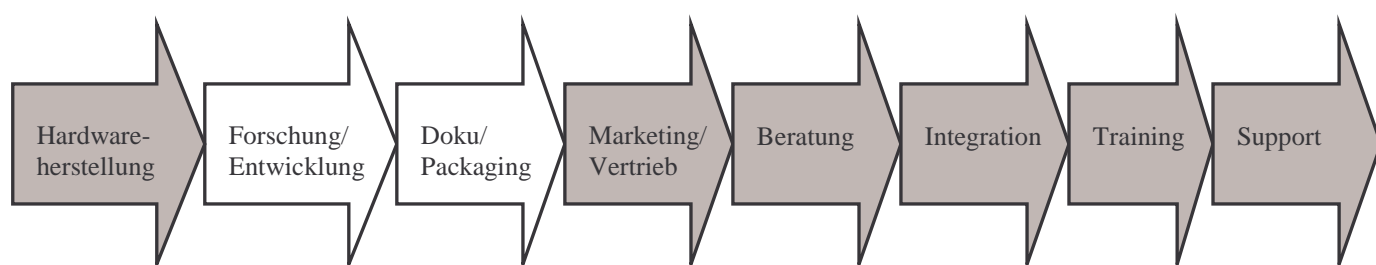 Hardware-
herstellung
Forschung/
Entwicklung
Doku/
Packaging
Marketing/
Vertrieb
Beratung
Integration
Training
Support